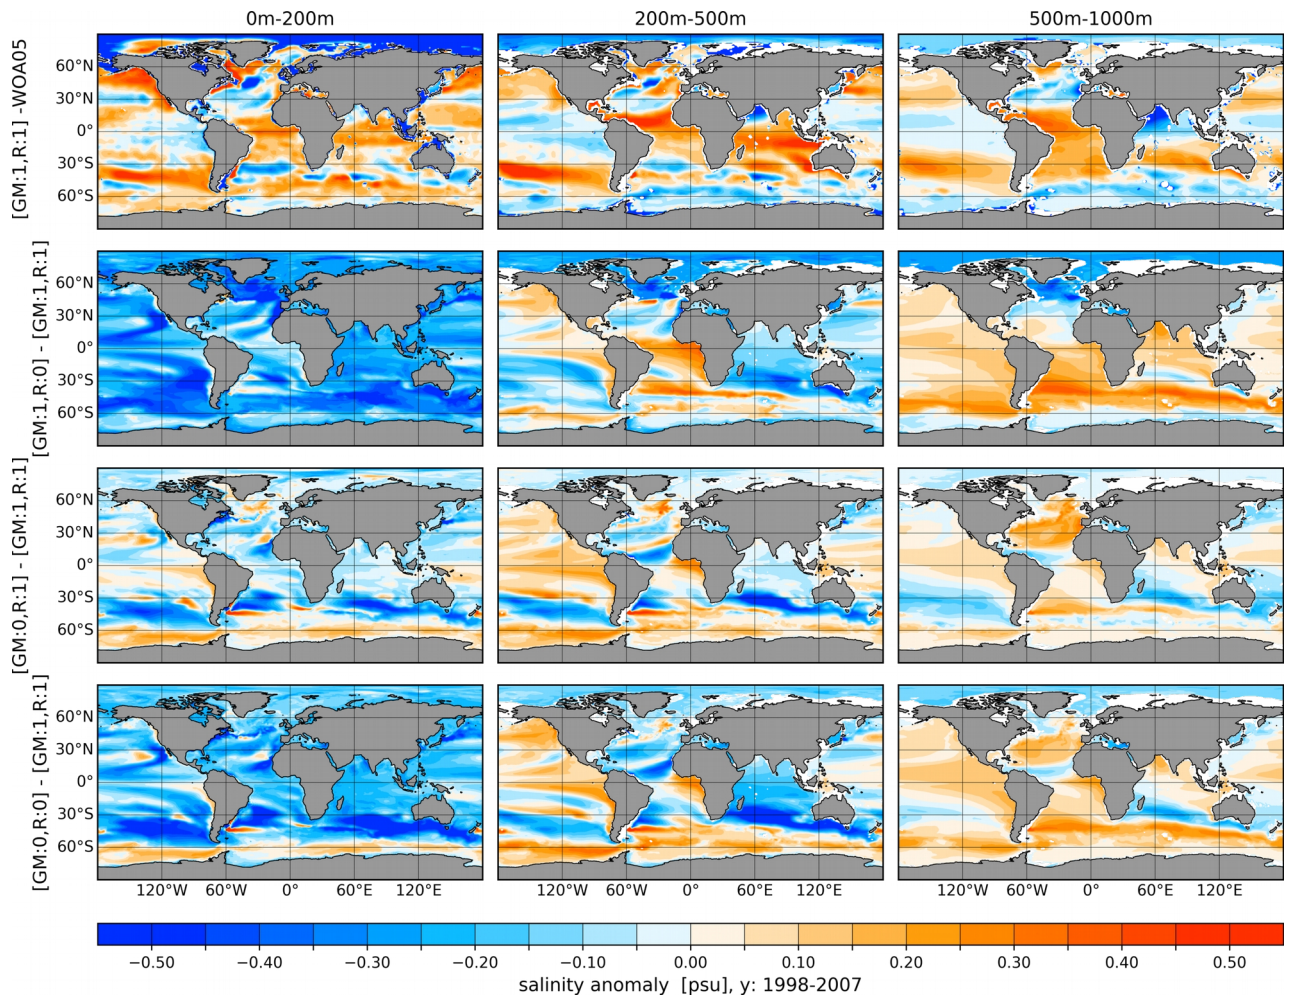 0m-200m 200m-500m 500m-1000m
[GM:1,R:1] -WOA05
60°N
30°N
0°
30°S
60°S
[GM:1,R:0] - [GM:1,R:1]
60°N
30°N
0°
30°S
60°S
[GM:0,R:1] - [GM:1,R:1]
60°N
30°N
0°
30°S
60°S
[GM:0,R:0] - [GM:1,R:1]
60°N
30°N
0°
30°S
60°S
120°W 60°W 0° 60°E 120°E 120°W 60°W 0° 60°E 120°E 120°W 60°W 0° 60°E 120°E
−0.50 −0.40 −0.30 −0.20 −0.10 0.00 0.10 0.20 0.30 0.40 0.50
salinity anomaly [psu], y: 1998-2007